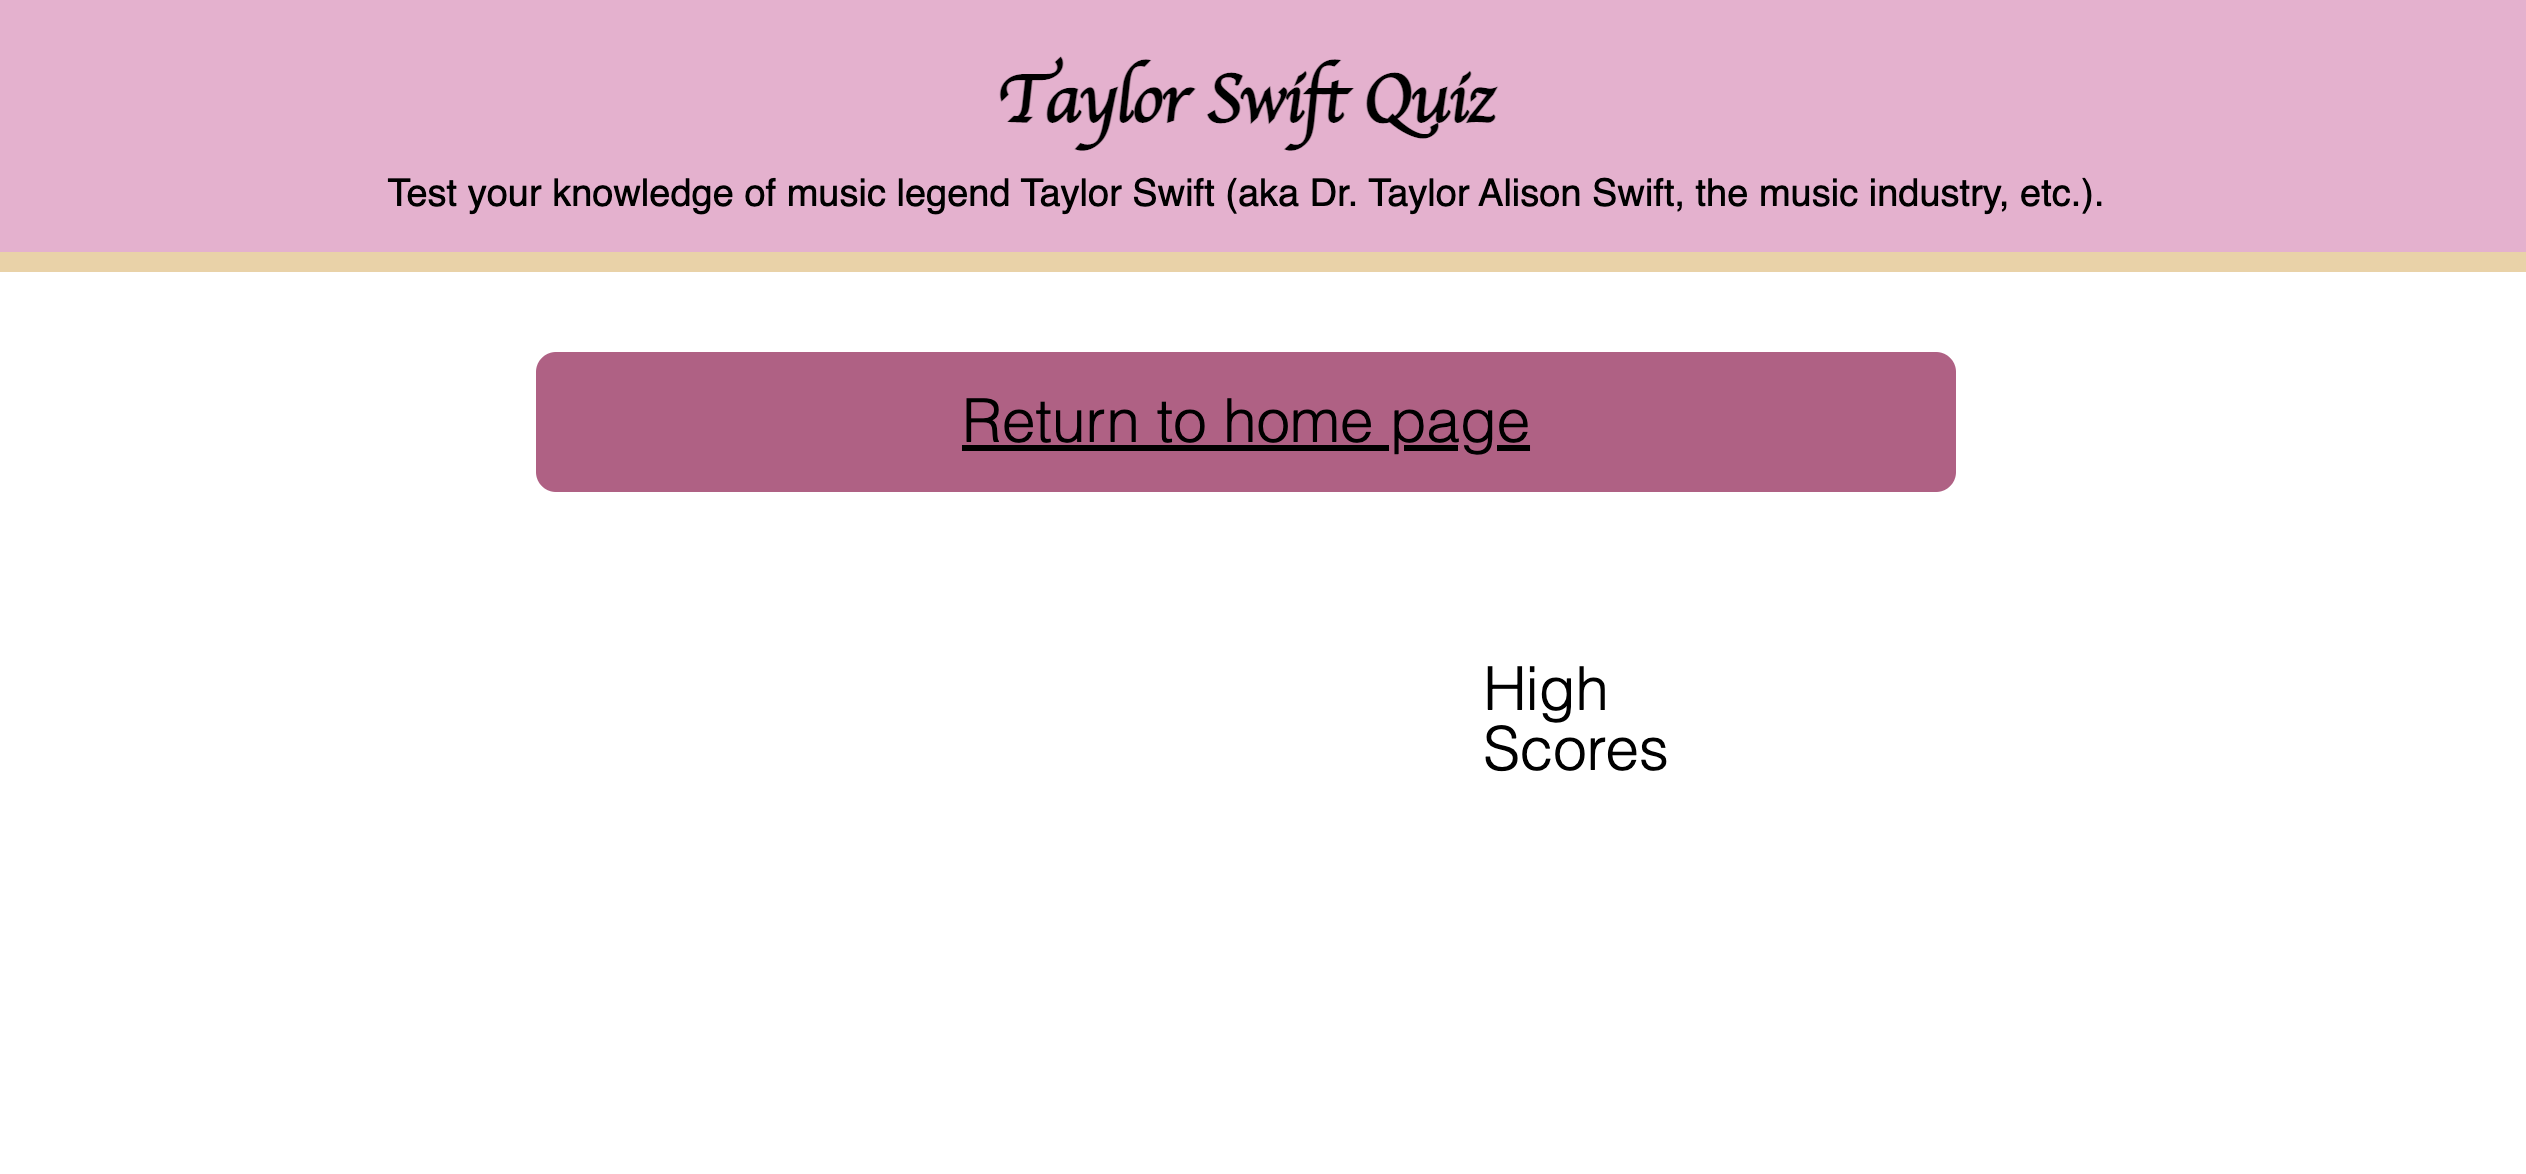 Taylor Swift Quiz
Test your knowledge of music legend Taylor Swift (aka Dr. Taylor Alison Swift, the music industry, etc.).
Return to home page
High
Scores